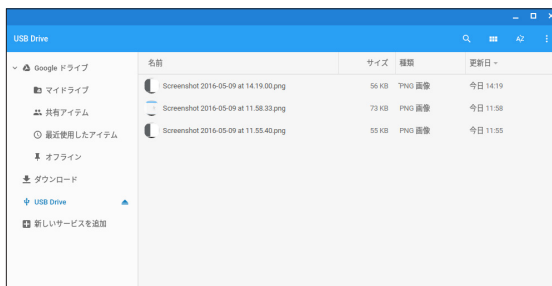 USB Drive
Google ドライブ
マイドライブ
共有アイテム
最近使用したアイテム
オフライン
ダウンロード
USB Drive
新しいサービスを追加
名前 サイズ 種類 更新日
Screenshot 2016-05-09 at 14.19.00.png 56 KB PNG 画像 今日 14:19
Screenshot 2016-05-09 at 11.58.33.png 73 KB PNG 画像 今日 11:58
Screenshot 2016-05-09 at 11.55.40.png 55 KB PNG 画像 今日 11:55